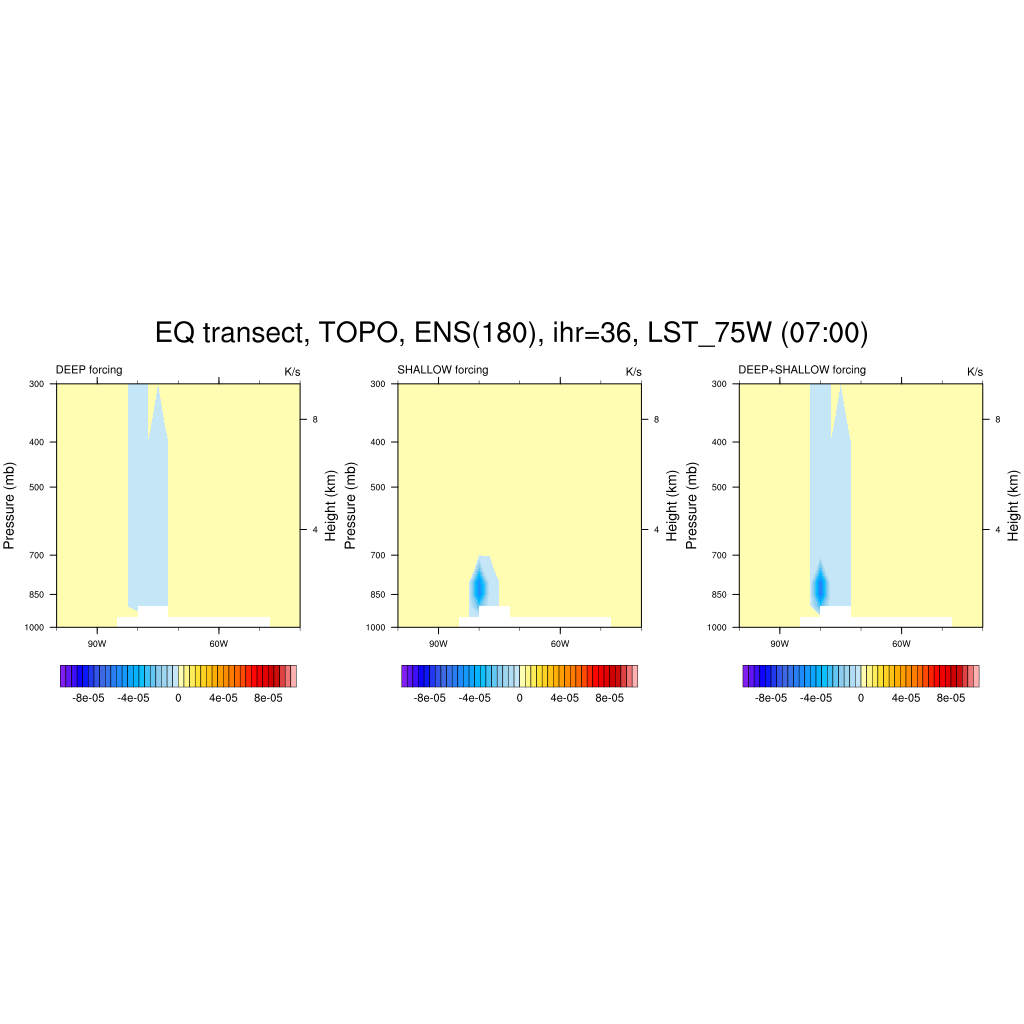 EQ transect, TOPO, ENS(180), ihr=36, LST_75W (07:00)
DEEP forcing K/s
SHALLOW forcing K/s
DEEP+SHALLOW forcing K/s
300 300 300
8 8 8
400 400 400
500 500 500
4 4 4
700 700 700
850 850 850
1000 1000 1000
Pressure (mb) Height (km) Pressure (mb) Height (km) Pressure (mb) Height (km)
90W 60W 90W 60W 90W 60W
-8e-05 -4e-05 0 4e-05 8e-05
-8e-05 -4e-05 0 4e-05 8e-05
-8e-05 -4e-05 0 4e-05 8e-05